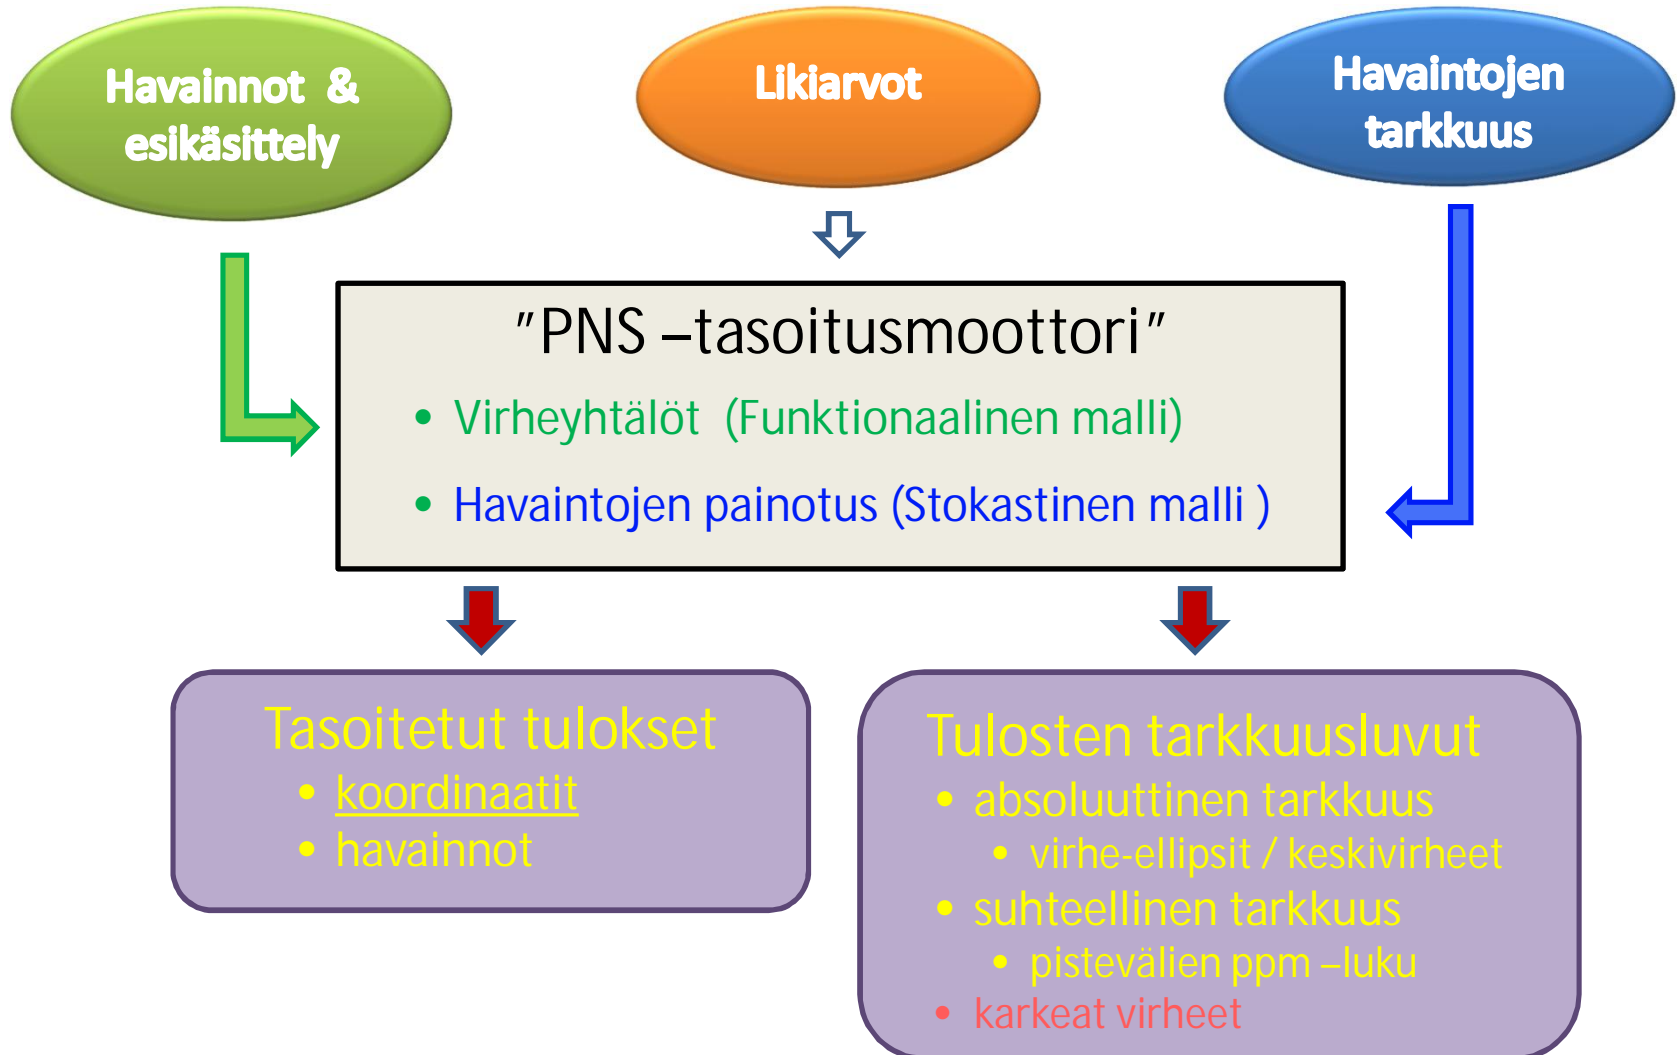 Havainnot &
esikäsittely
Likiarvot
Havaintojen
tarkkuus
"PNS –tasoitusmoottori"
• Virheyhtälöt (Funktionaalinen malli)
• Havaintojen painotus (Stokastinen malli )
Tasoitetut tulokset
• koordinaatit
• havainnot
Tulosten tarkkuusluvut
• absoluuttinen tarkkuus
• virhe-ellipsit / keskivirheet
• suhteellinen tarkkuus
• pistevälien ppm –luku
• karkeat virheet